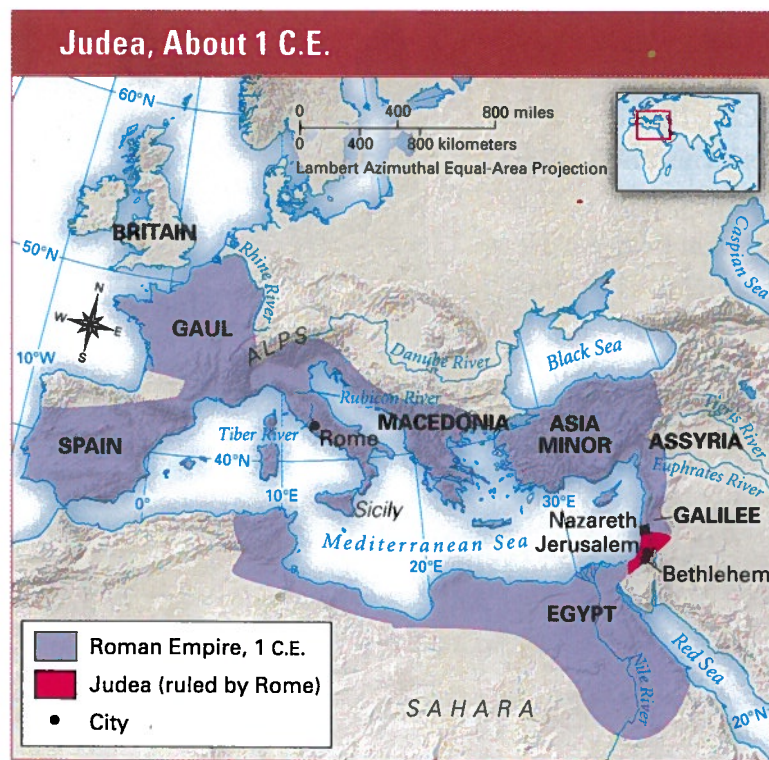 Judea, About 1 C.E.
60°N
0 400 800 miles
0 400 800 kilometers
Lambert Azimuthal Equal-Area Projection
BRITAIN
50°N
Rhine River
Caspian Sea
N
W E
S
GAUL
ALPS
10°W
Danube River
Black Sea
Rubicon River
Tigris River
SPAIN
Tiber River
Rome
MACEDONIA
ASIA
MINOR
ASSYRIA
40°N
Euphrates River
0°
10°E
Sicily
30°E
Nazareth
GALILEE
Mediterranean Sea
Jerusalem
20°E
Bethlehem
EGYPT
Roman Empire, 1 C.E.
Judea (ruled by Rome)
City
SAHARA
Nile River
Red Sea
20°N